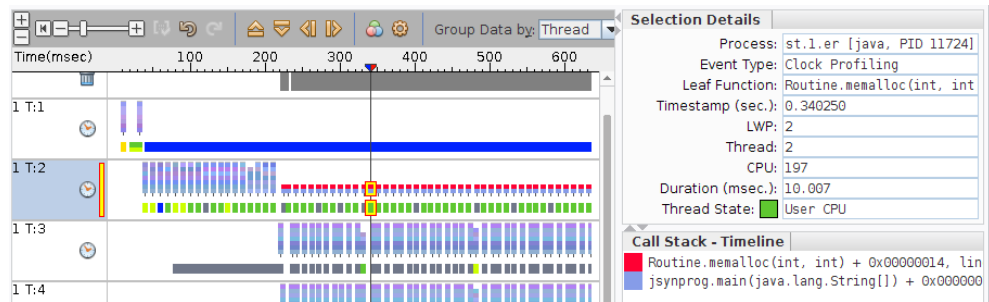 Group Data by: Thread
Time(msec) 100 200 300 400 500 600
1 T:1
1 T:2
1 T:3
1 T:4
Selection Details
Process: st.1.er [java, PID 11724]
Event Type: Clock Profiling
Leaf Function: Routine.memalloc(int, int
Timestamp (sec.): 0.340250
LWP: 2
Thread: 2
CPU: 197
Duration (msec.): 10.007
Thread State: User CPU
Call Stack - Timeline
Routine.memalloc(int, int) + 0x00000014, lin
jsynprog.main(java.lang.String[]) + 0x000000